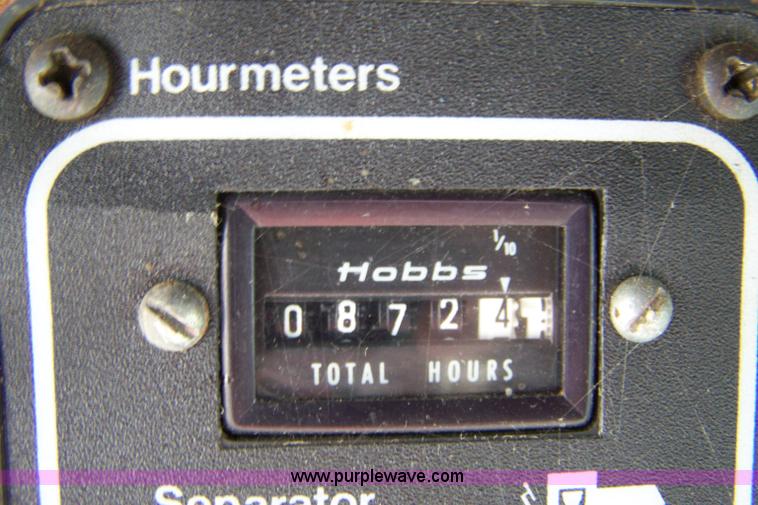 Hourmeters
1/10
Hobbs
0 8 7 2 4
TOTAL HOURS
www.purplewave.com
Separator